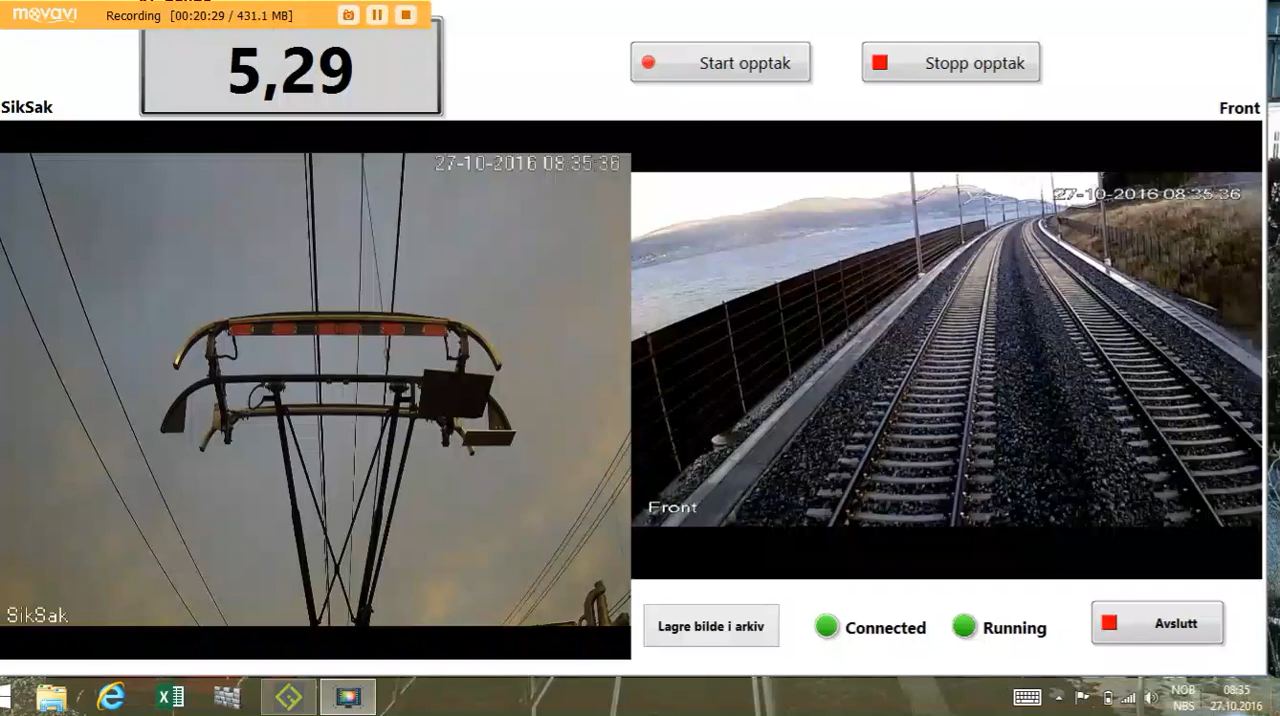 movavi Recording [00:20:29 / 431.1 MB]
5,29
Start opptak
Stopp opptak
SikSak
Front
27-10-2016 08:35:36
27-10-2016 08:35:36
Front
SikSak
Lagre bilde i arkiv
Connected
Running
Avslutt
NOB
NBS
08:35
27.10.2016